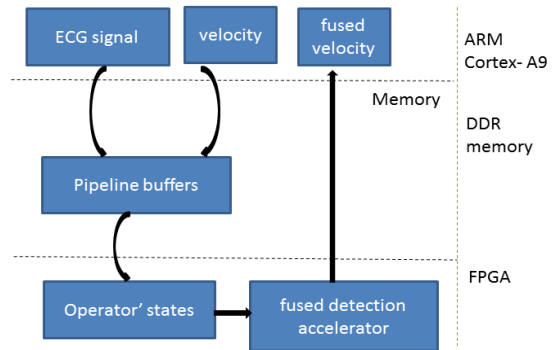 ECG signal
velocity
fused
velocity
ARM
Cortex- A9
Memory
DDR
memory
Pipeline buffers
FPGA
Operator’ states
fused detection
accelerator